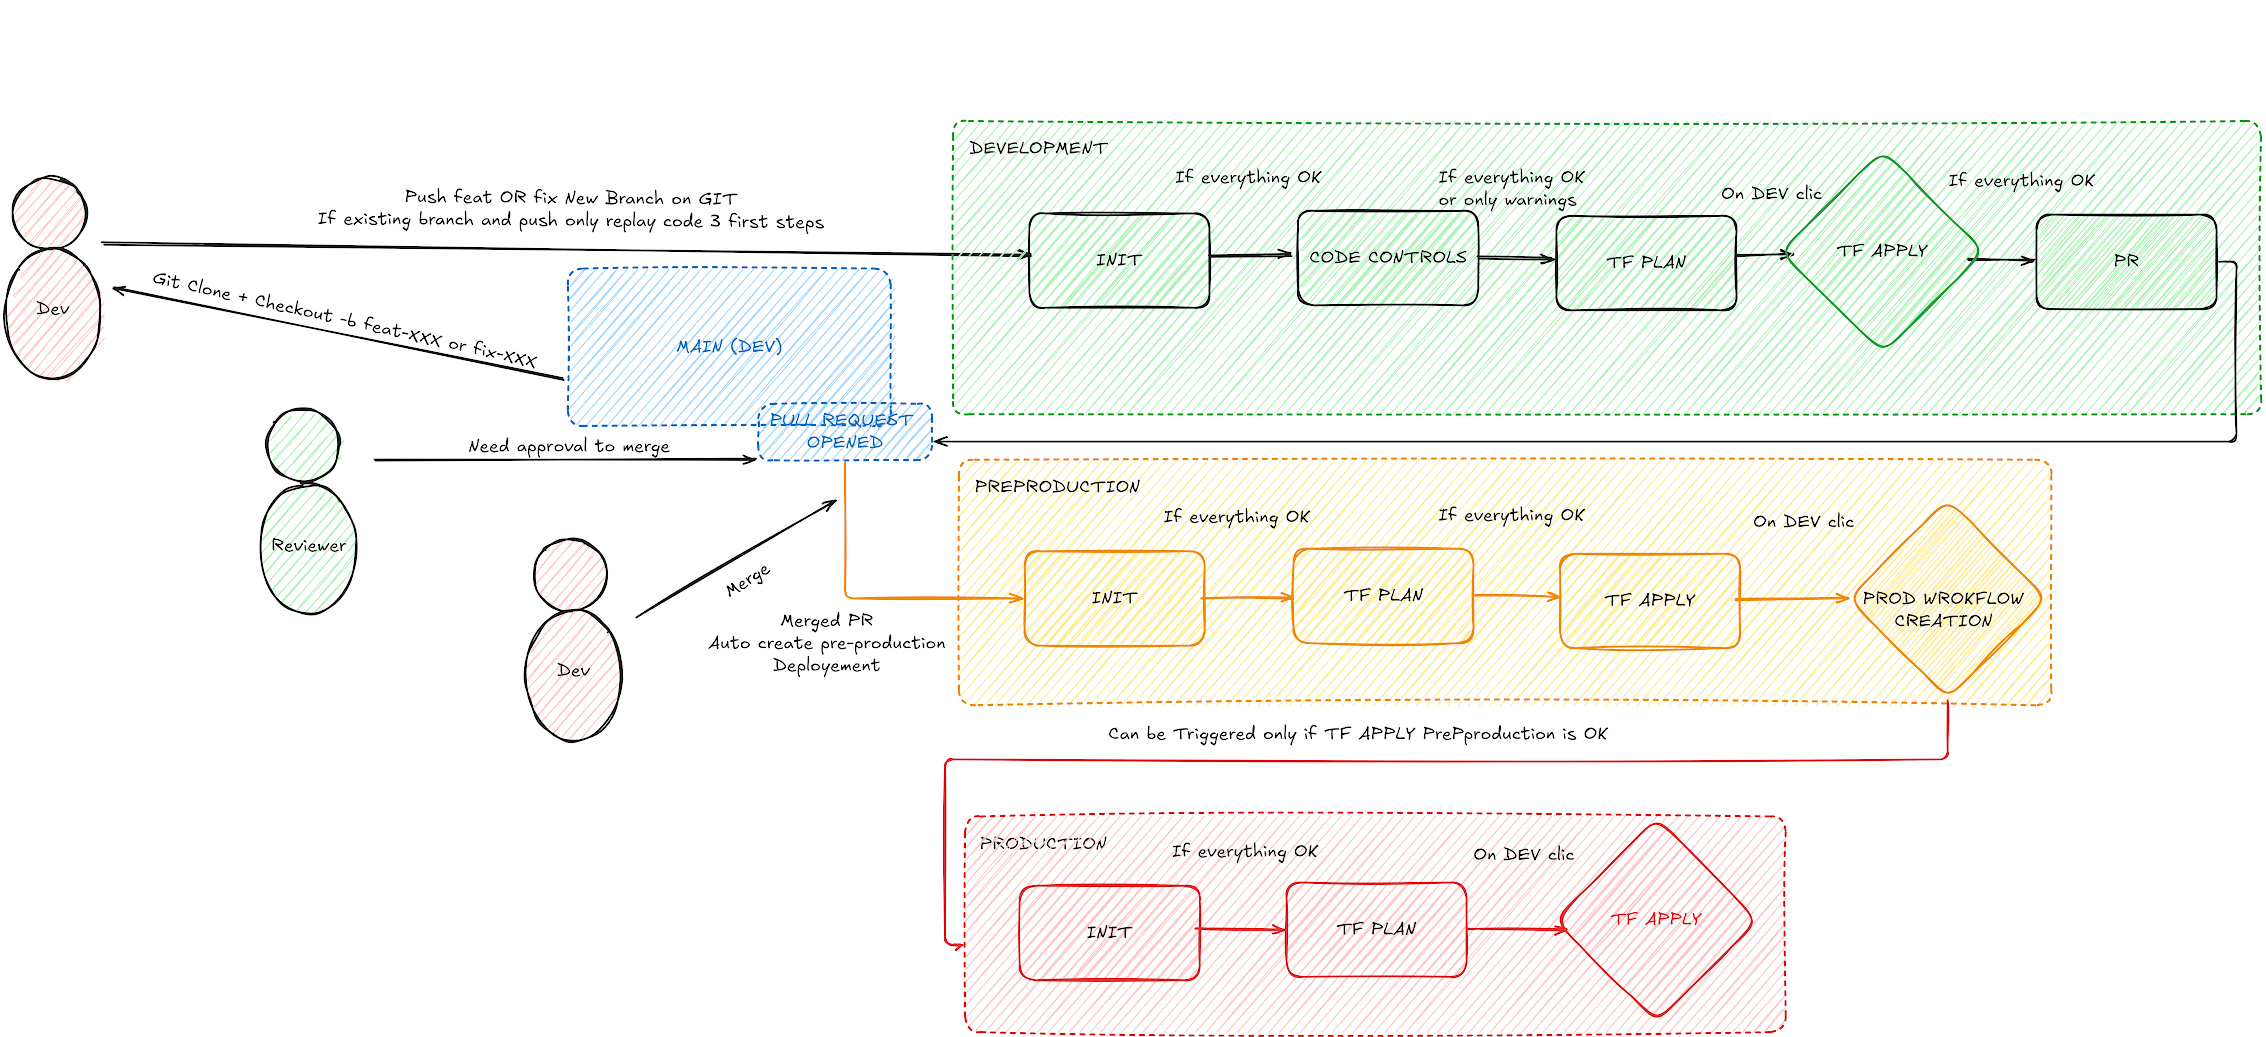 DEVELOPMENT
If everything OK
If everything OK
or only warnings
On DEV clic
If everything OK
Push feat OR fix New Branch on GIT
If existing branch and push only replay code 3 first steps
INIT
CODE CONTROLS
TF PLAN
TF APPLY
PR
Dev
Git Clone + Checkout -b feat-XXX or fix-XXX
MAIN (DEV)
PULL REQUEST
OPENED
Need approval to merge
Reviewer
PREPRODUCTION
If everything OK
If everything OK
On DEV clic
Merge
INIT
TF PLAN
TF APPLY
PROD WROKFLOW
CREATION
Merged PR
Auto create pre-production
Deployement
Dev
Can be Triggered only if TF APPLY PrePproduction is OK
PRODUCTION
If everything OK
On DEV clic
INIT
TF PLAN
TF APPLY